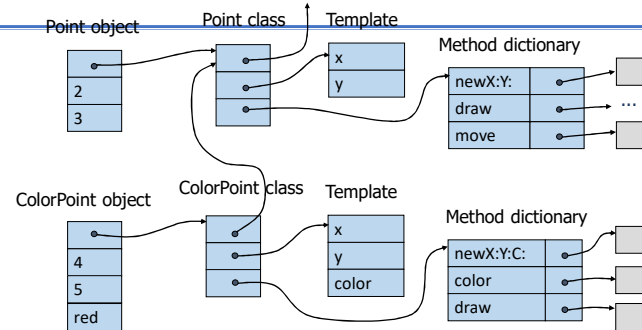 Point object
Point class
Template
2
3
x
y
Method dictionary
newX:Y:
draw
...
move
ColorPoint object
ColorPoint class
Template
4
5
red
x
y
color
Method dictionary
newX:Y:C:
color
draw